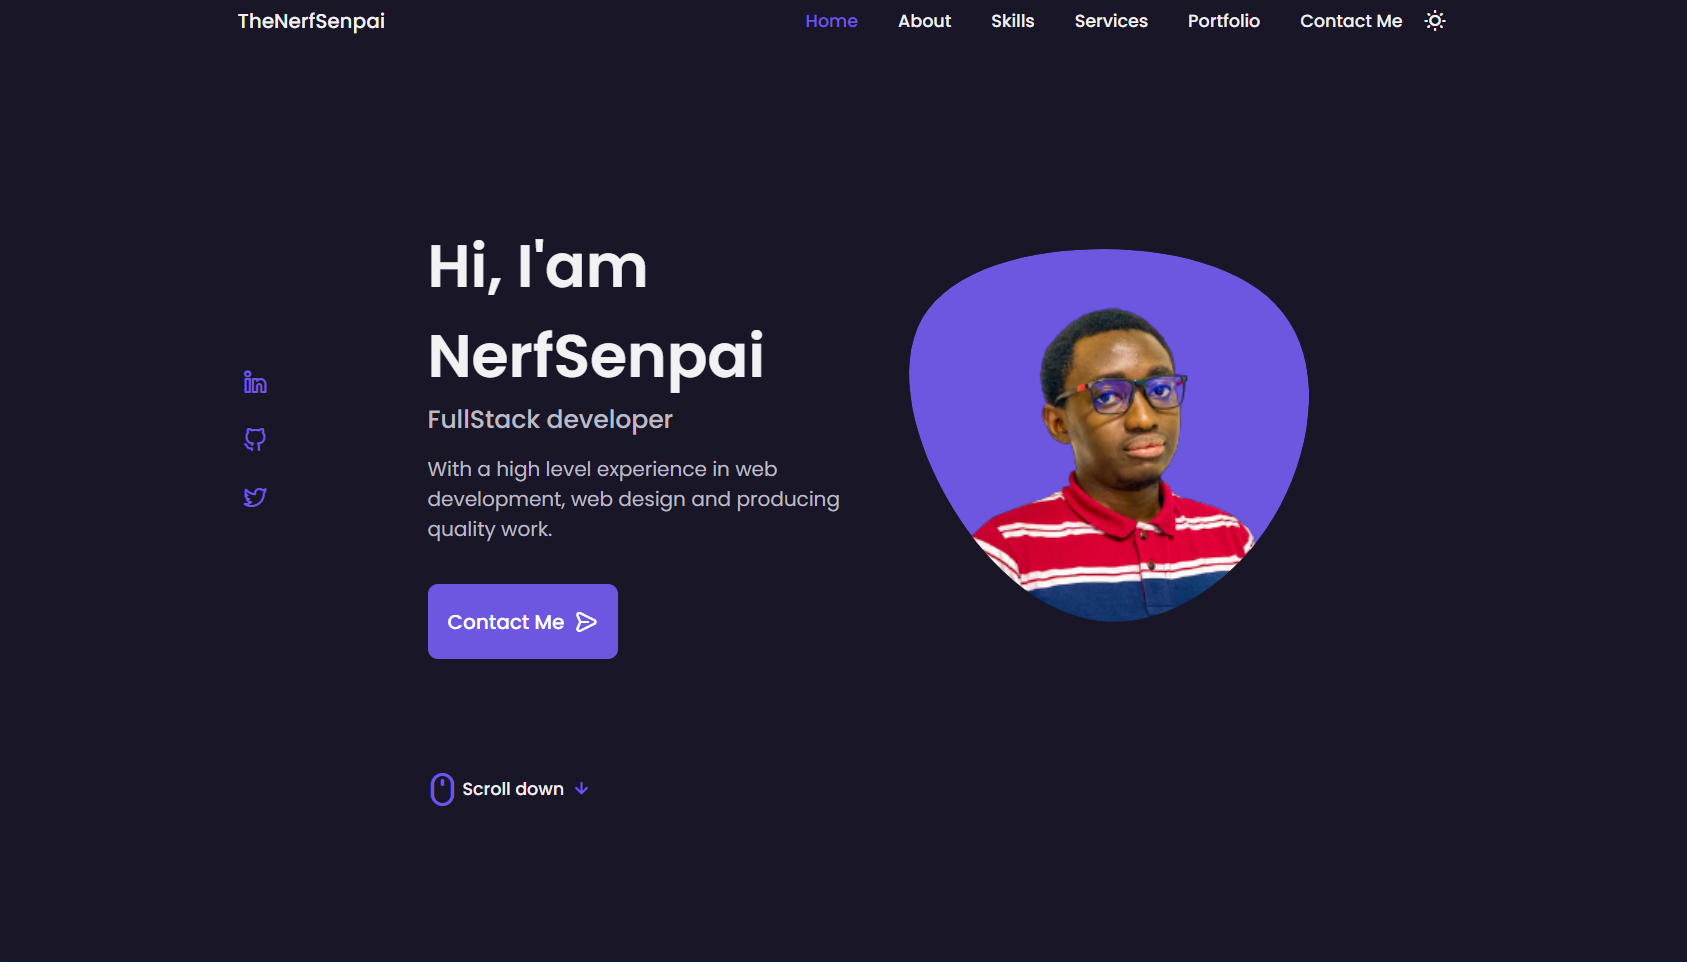 TheNerfSenpai
Home About Skills Services Portfolio Contact Me
Hi, I'am
NerfSenpai
FullStack developer
With a high level experience in web
development, web design and producing
quality work.
Contact Me
Scroll down